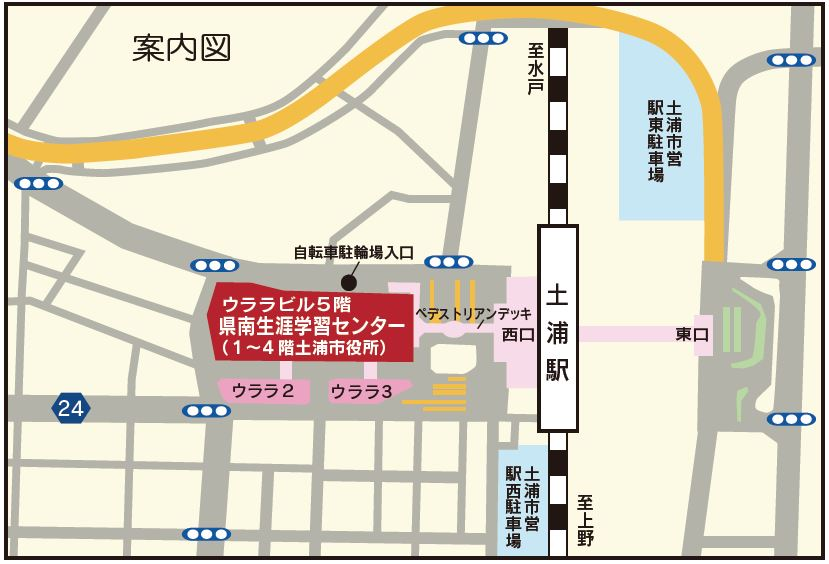 案内図
至水戸
土浦市営
駅東駐車場
自転車駐輪場入口
ウララビル5階
県南生涯学習センター
(1~4階土浦市役所)
ペデストリアンデッキ
西口
土浦駅
東口
ウララ2
ウララ3
24
土浦市営
駅西駐車場
至上野